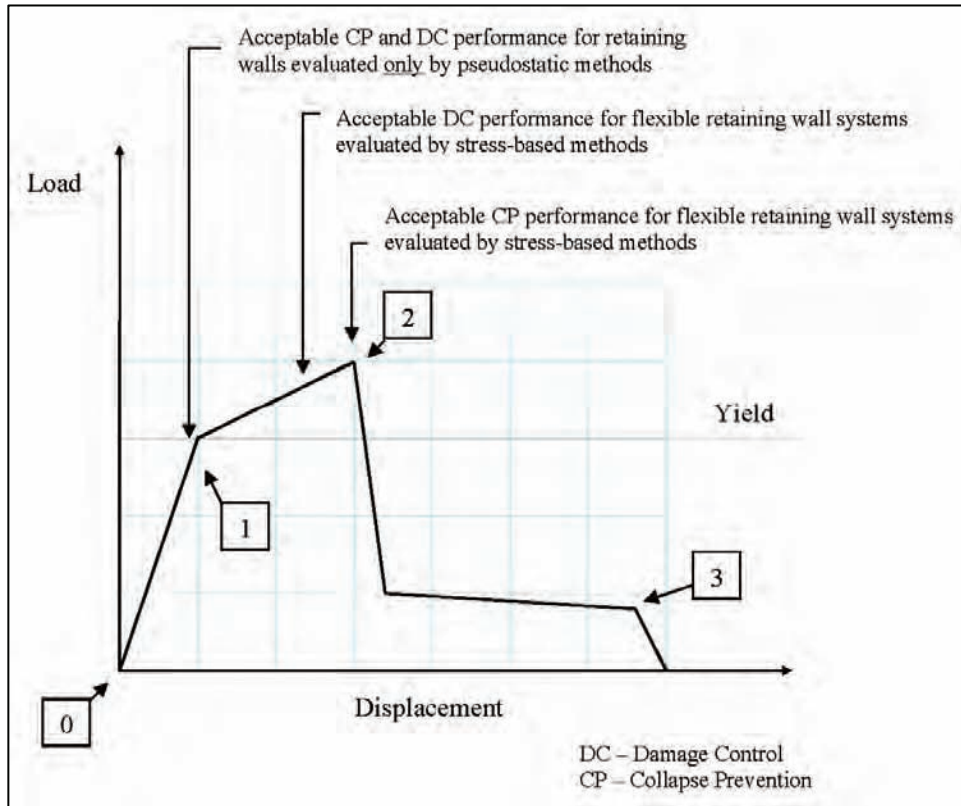 Acceptable CP and DC performance for retaining
walls evaluated only by pseudostatic methods
Acceptable DC performance for flexible retaining wall systems
evaluated by stress-based methods
Load
Acceptable CP performance for flexible retaining wall systems
evaluated by stress-based methods
2
Yield
1
3
0
Displacement
DC – Damage Control
CP – Collapse Prevention